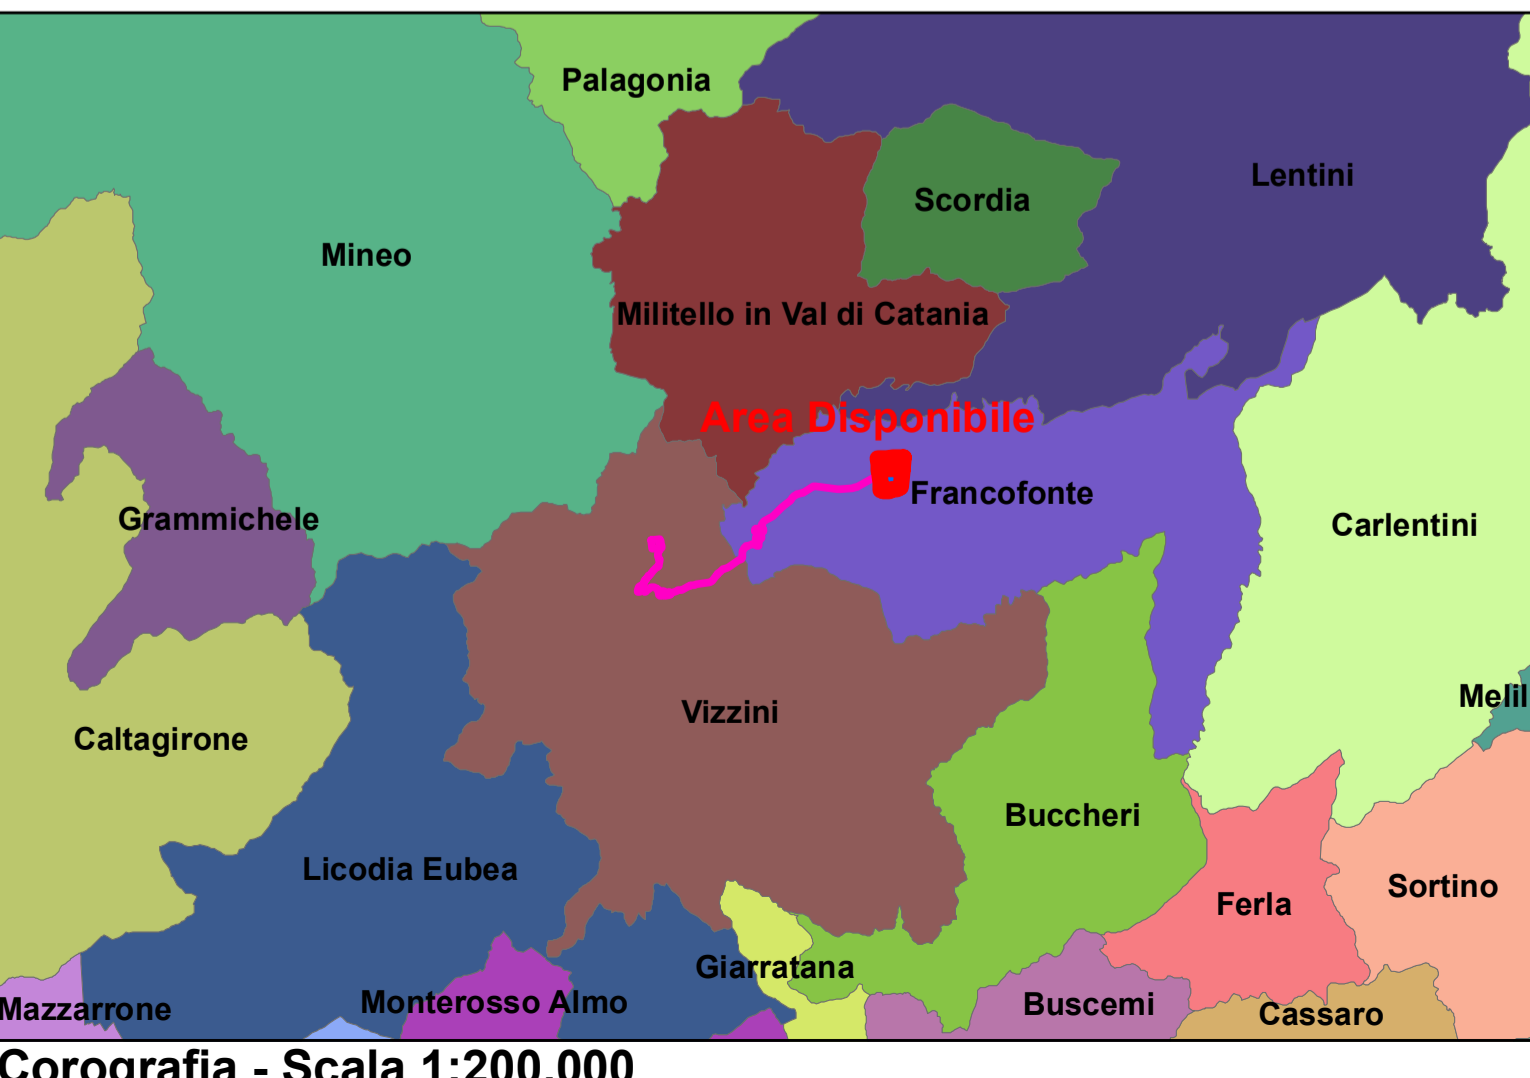 Palagonia
Lentini
Scordia
Mineo
Militello in Val di Catania
Area Disponibile
Francofonte
Grammichele
Carlentini
Melil
Vizzini
Caltagirone
Buccheri
Licodia Eubea
Sortino
Ferla
Giarratana
Monterosso Almo
Buscemi
Mazzarrone
Cassaro
Corografia - Scala 1:200.000